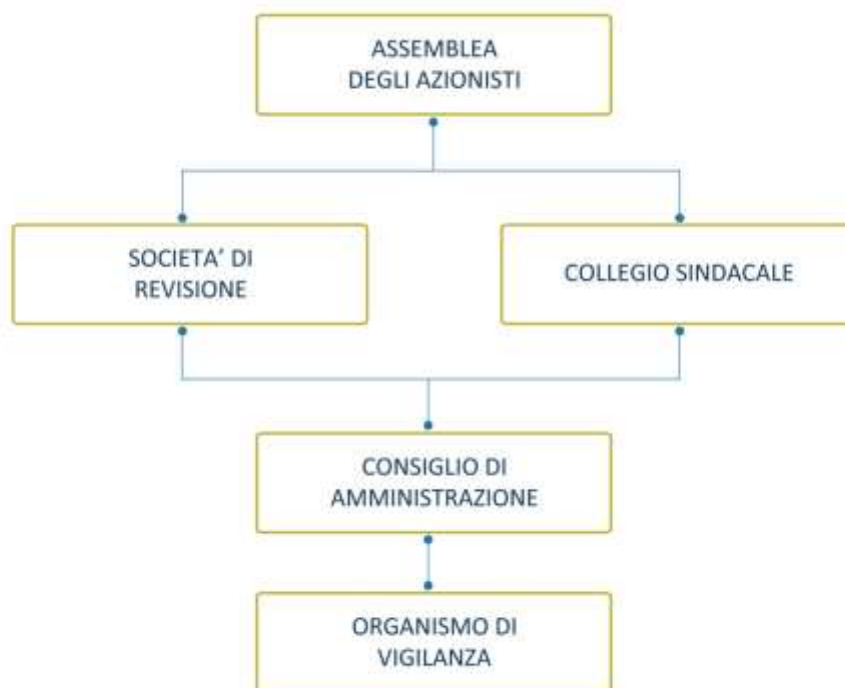 ASSEMBLEA
DEGLI AZIONISTI
SOCIETA’ DI
REVISIONE
COLLEGIO SINDACALE
CONSIGLIO DI
AMMINISTRAZIONE
ORGANISMO DI
VIGILANZA